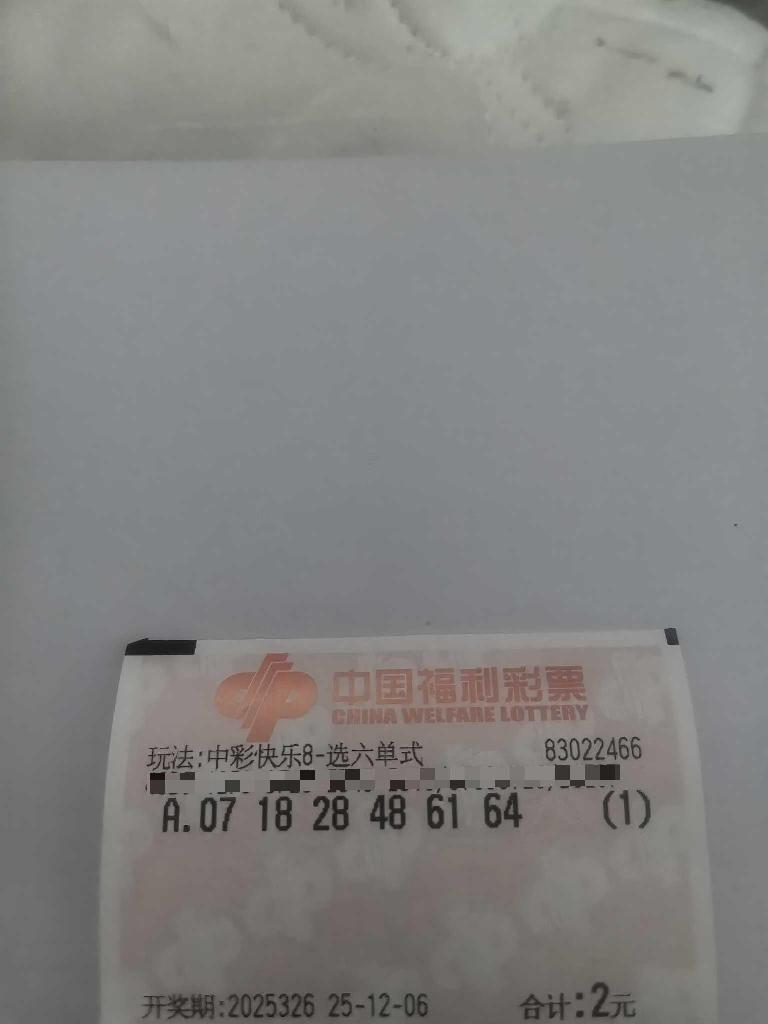 中国福利彩票
CHINA WELFARE LOTTERY
玩法:中彩快乐8-选六单式 83022466
A.07 18 28 48 61 64 (1)
开奖期:2025326 25-12-06 合计:2元